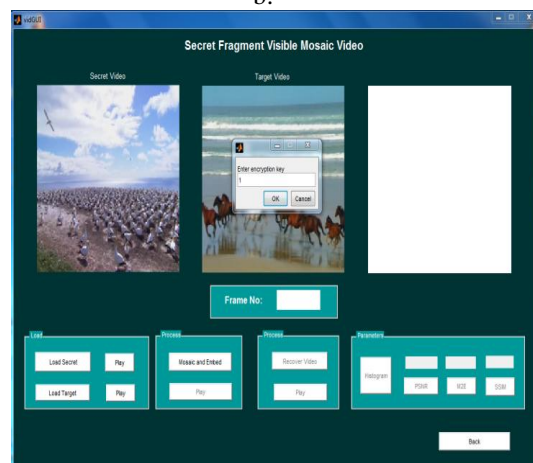 vidGUI
Secret Fragment Visible Mosaic Video
Secret Video
Target Video
Enter encryption key
1
OK
Cancel
Frame No:
Load
Load Secret
Play
Load Target
Play
Process
Mosaic and Embed
Play
Process
Recover Video
Play
Parameters
Histogram
PSNR
MSE
SSIM
Back